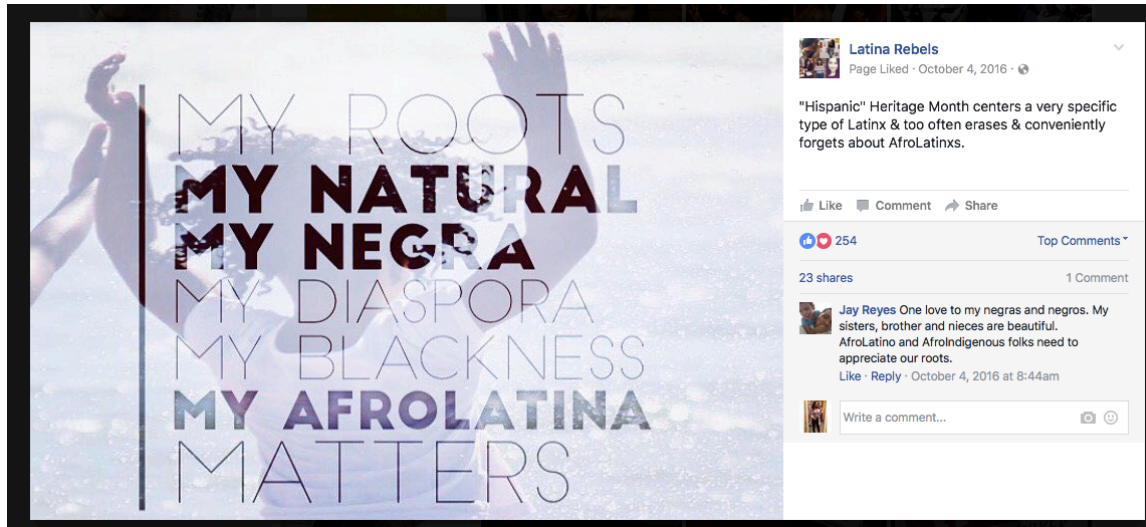 MY ROOTS
MY NATURAL
MY NEGRA
MY DIASPORA
MY BLACKNESS
MY AFROLATINA
MATTERS
Latina Rebels
Page Liked · October 4, 2016 ·
"Hispanic" Heritage Month centers a very specific
type of Latinx & too often erases & conveniently
forgets about AfroLatinxs.
Like Comment Share
254 Top Comments
23 shares 1 Comment
Jay Reyes One love to my negras and negros. My
sisters, brother and nieces are beautiful.
AfroLatino and AfroIndigenous folks need to
appreciate our roots.
Like · Reply · October 4, 2016 at 8:44am
Write a comment...